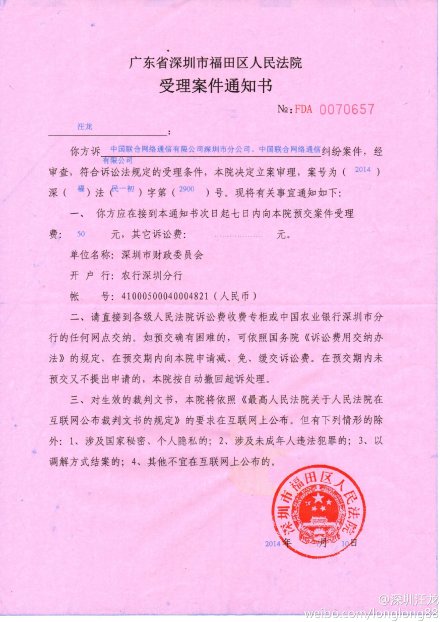 广东省深圳市福田区人民法院
受理案件通知书
№:FDA 0070657
汪龙 :
你方诉 中国联合网络通信有限公司深圳市分公司、中国联合网络通信有限公司 纠纷案件，经
审查，符合诉讼法规定的受理条件，本院决定立案审理，案号为（ 2014 ）
深（ 福 ）法（ 民一初 ）字第（ 2900 ）号。现将有关事宜通知如下：
一、 你方应在接到本通知书次日起七日内向本院预交案件受理
费： 50 元，其它诉讼费： 元。
单位名称：深圳市财政委员会
开 户 行：农行深圳分行
帐 号：41000500040004821（人民币）
二、请直接到各级人民法院诉讼费收费专柜或中国农业银行深圳市分
行的任何网点交纳。如预交确有困难的，可依照国务院《诉讼费用交纳办
法》的规定，在预交期内向本院申请减、免、缓交诉讼费。在预交期内未
预交又不提出申请的，本院按自动撤回起诉处理。
三、对生效的裁判文书，本院将依照《最高人民法院关于人民法院在
互联网公布裁判文书的规定》的要求在互联网上公布。但有下列情形的除
外：1、涉及国家秘密、个人隐私的；2、涉及未成年人违法犯罪的；3、以
调解方式结案的；4、其他不宜在互联网上公布的。
深圳市福田区人民法院
2014 年 月 10 日
@深圳汪龙
weibo.com/longlong88